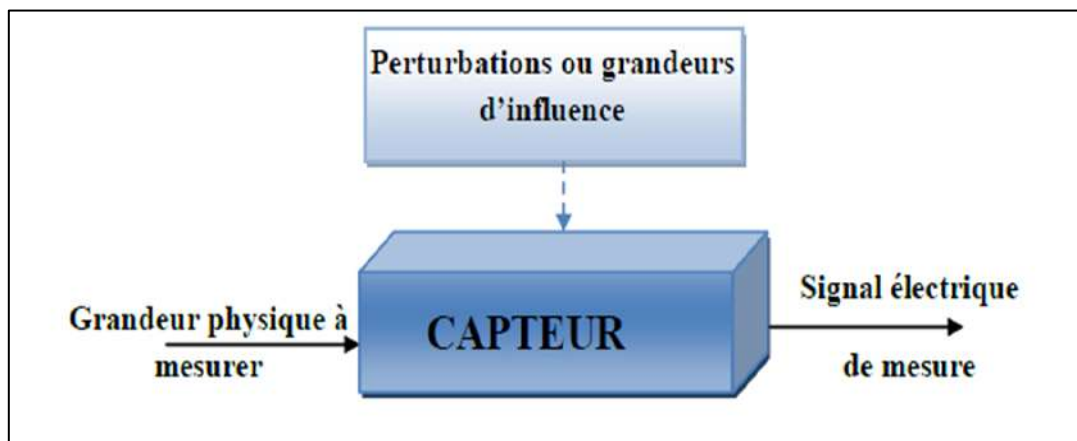 Perturbations ou grandeurs
d'influence
Grandeur physique à
mesurer
CAPTEUR
Signal électrique
de mesure